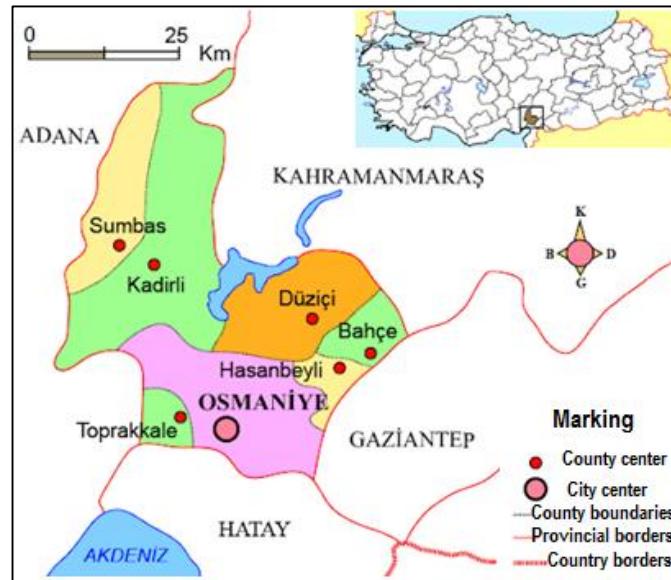 0 25
Km
ADANA
KAHRAMANMARAŞ
Sumbas
Kadirli
K
B D
G
Düziçi
Bahçe
Hasanbeyli
OSMANİYE
Toprakkale
GAZİANTEP
HATAY
AKDENİZ
Marking
County center
City center
County boundaries
Provincial borders
Country borders